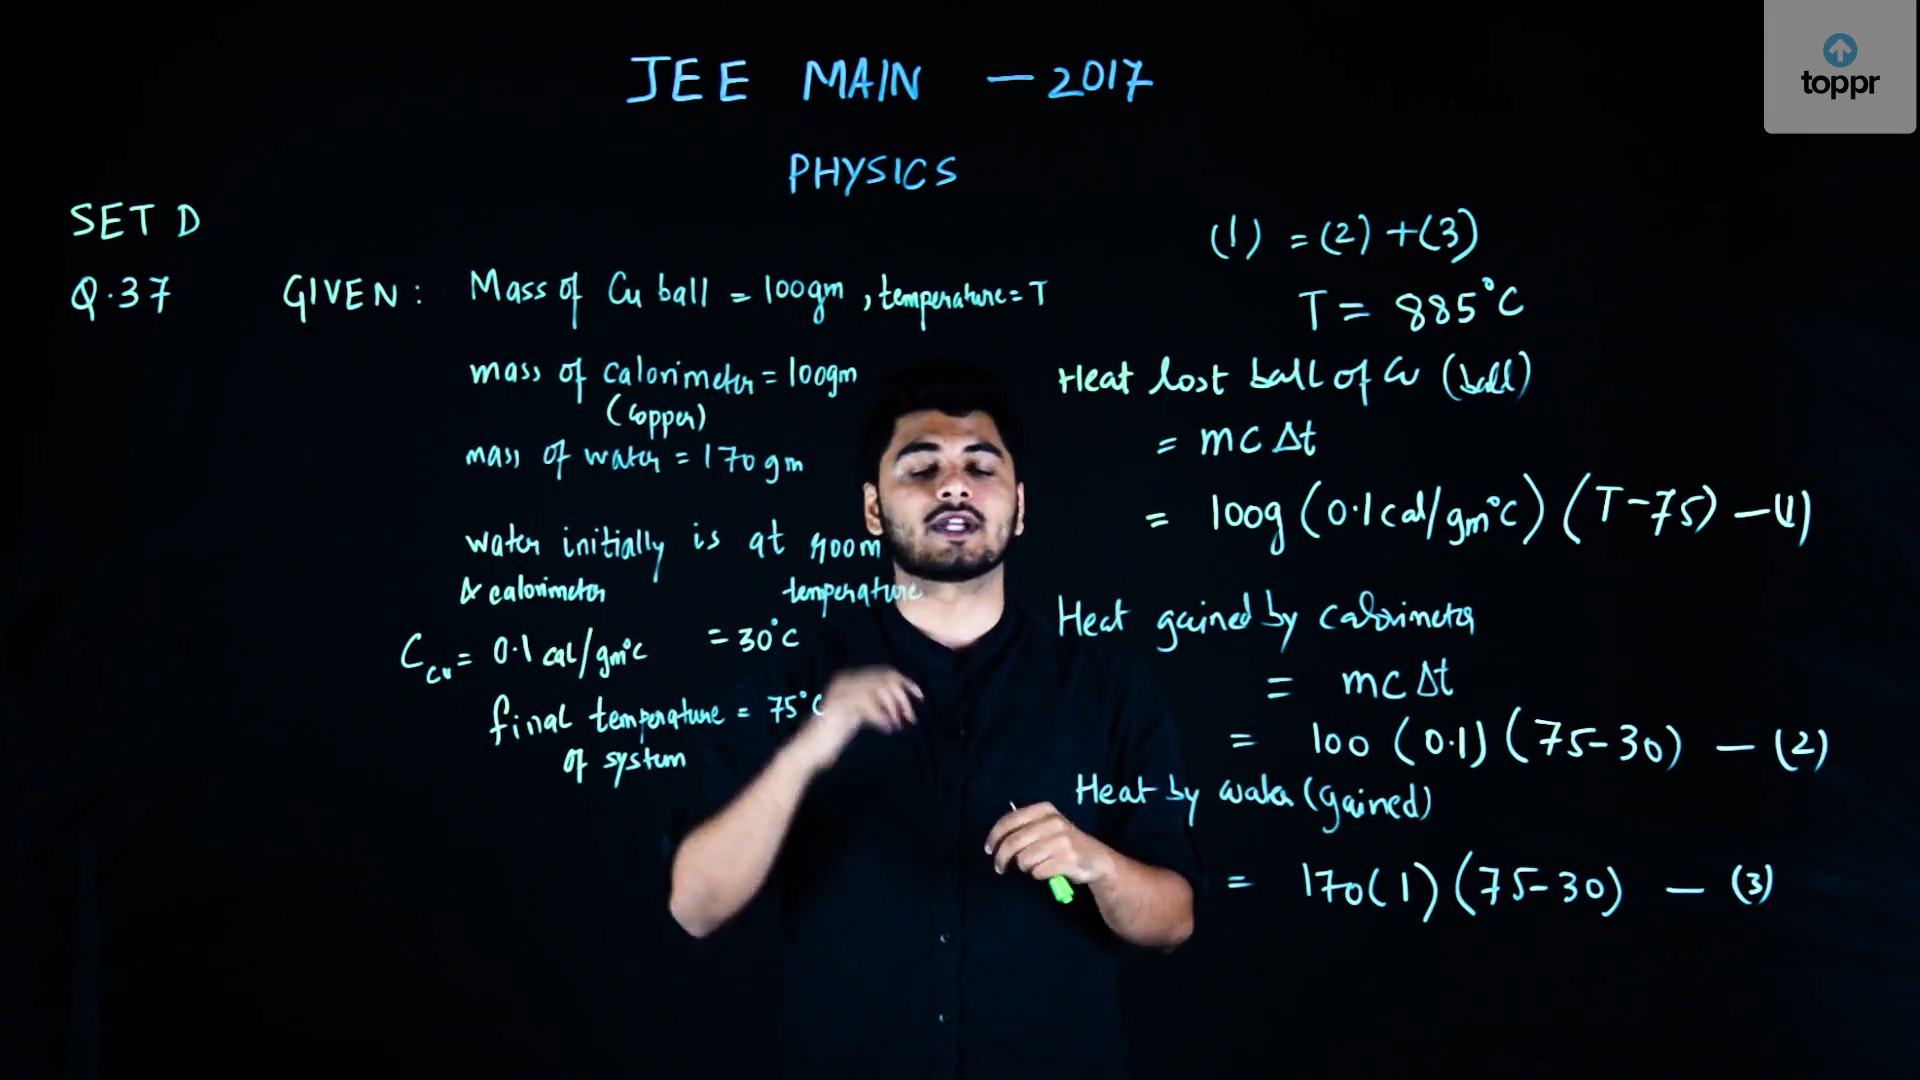 toppr
JEE MAIN - 2017
PHYSICS
SET D
Q.37 GIVEN: Mass of Cu ball = 100gm, temperature = T
mass of calorimeter = 100gm
(copper)
mass of water = 170gm
water initially is at room
& calorimeter temperature
= 30°C
Ccu = 0.1 cal/gm°C
final temperature = 75°C
of system
(1) = (2) + (3)
T = 885°C
Heat lost ball of Cu (ball)
= mcΔt
= 100g (0.1cal/gm°C) (T-75) - (1)
Heat gained by calorimeter
= mcΔt
= 100 (0.1) (75-30) - (2)
Heat by water (gained)
= 170(1) (75-30) - (3)